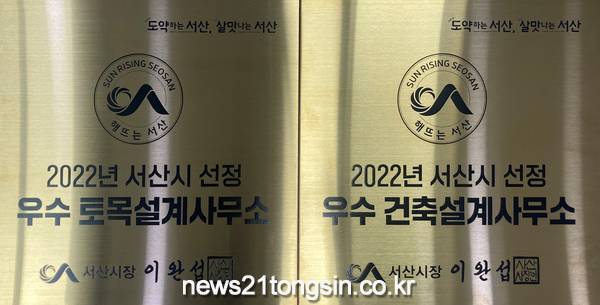 도약하는 서산, 살맛나는 서산
SUN RISING SEOSAN
해뜨는 서산
2022년 서산시 선정
우수 토목설계사무소
서산시장 이완섭
도약하는 서산, 살맛나는 서산
SUN RISING SEOSAN
해뜨는 서산
2022년 서산시 선정
우수 건축설계사무소
서산시장 이완섭
news21tongsin.co.kr